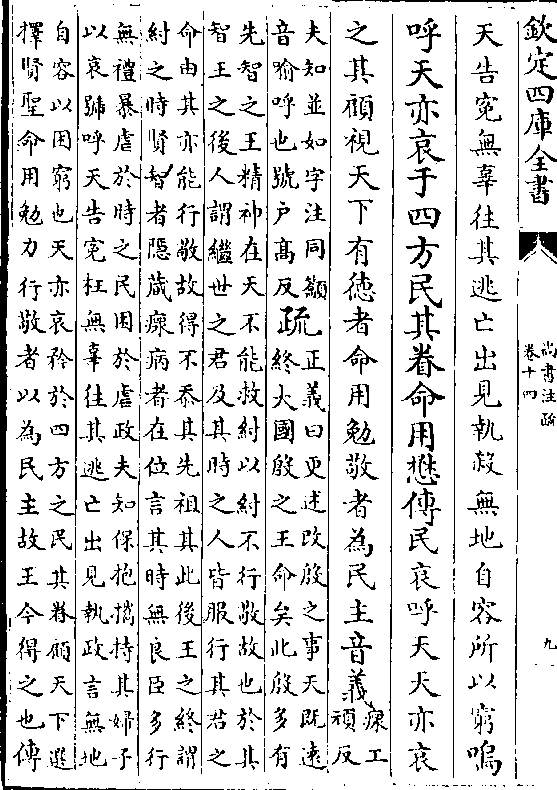 欽定四庫全書
尚書注疏
卷十四
九
天告寃無辜往其逃亡出見執殺無地自容所以窮嗚
呼天亦哀于四方民其眷命用懋傳民哀呼天天亦哀
之其顧視天下有德者命用勉敬者為民主音義瘝工
頑反
夫知並如字注同籲
音喻呼也號户髙反疏正義曰更述改殷之事天既逺
終大國殷之王命矣此殷多有
先智之王精神在天不能救紂以紂不行敬故也於其
智王之後人謂繼世之君及其時之人皆服行其君之
命由其亦能行敬故得不忝其先祖其此後王之終謂
紂之時賢智者隱藏瘝病者在位言其時無良臣多行
無禮暴虐於時之民困於虐政夫知保抱攜持其婦子
以哀號呼天告寃枉無辜往其逃亡出見執政言無地
自容以困窮也天亦哀矜於四方之民其眷顧天下選
擇賢聖命用勉力行敬者以為民主故王今得之也傳